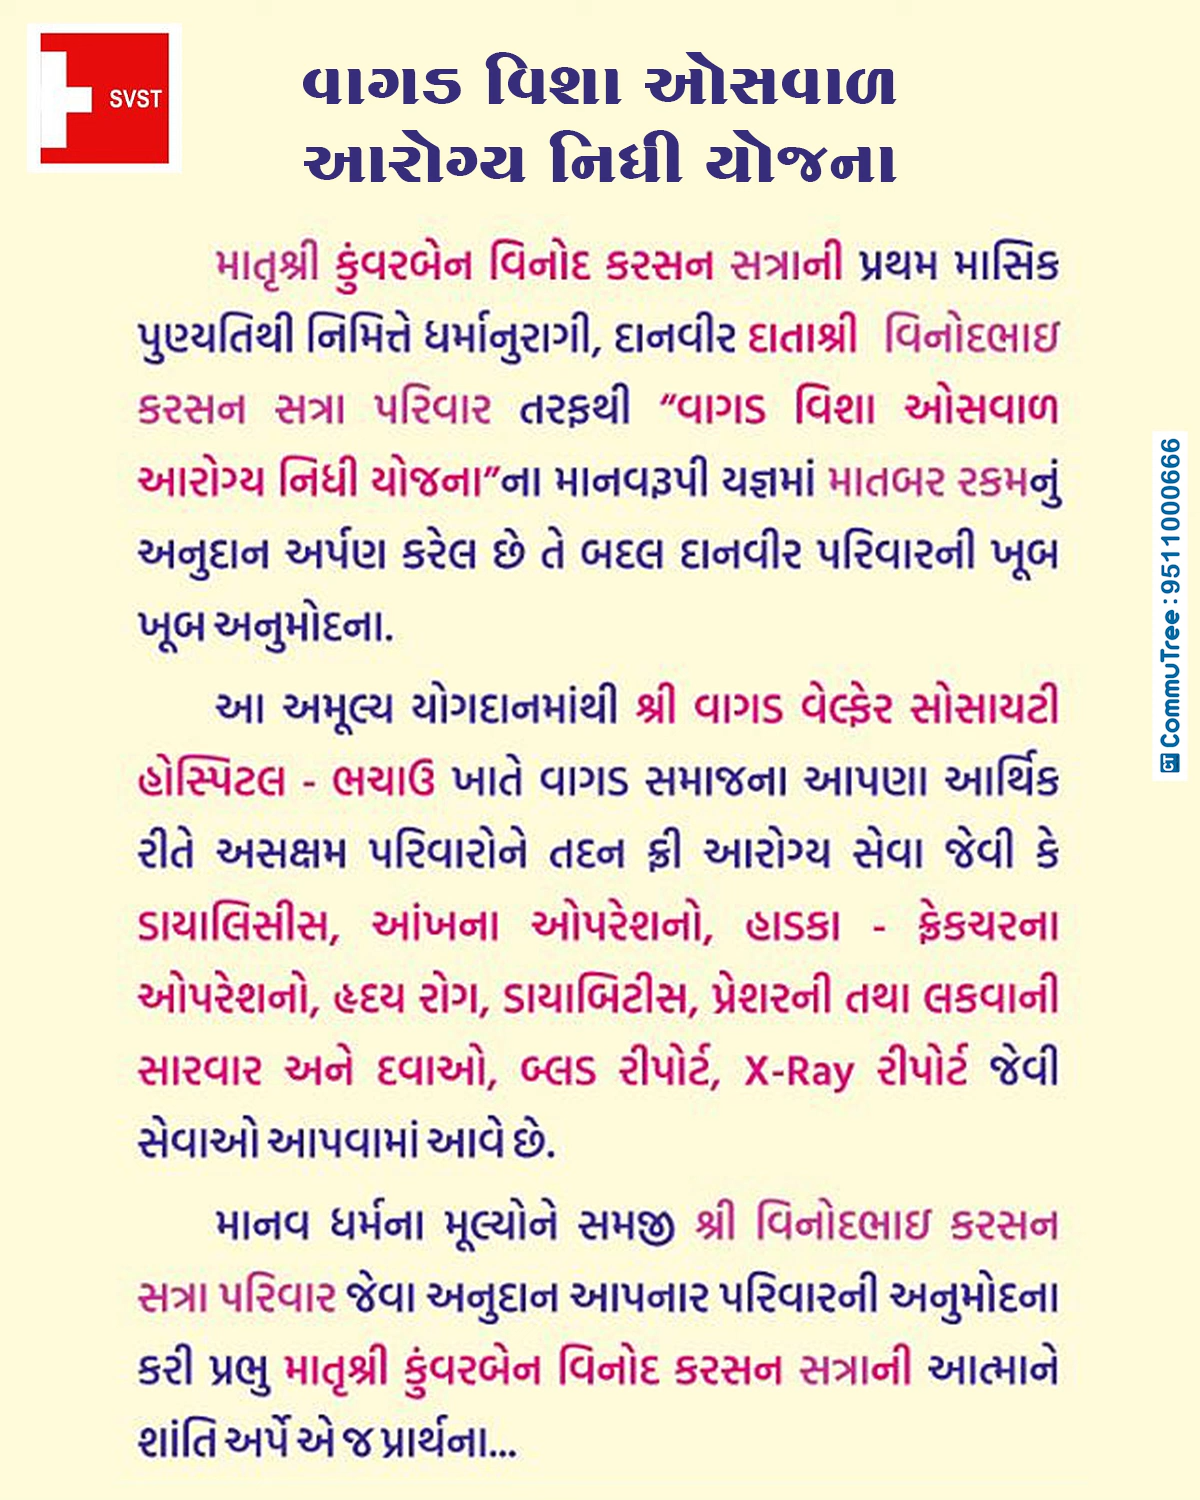 SVST
વાગડ વિશા ઓસવાળ
આરોગ્ય નિધી યોજના
માતૃશ્રી કુંવરબેન વિનોદ કરસન સત્રાની પ્રથમ માસિક
પુણ્યતિથી નિમિત્તે ધર્માનુરાગી, દાનવીર દાતાશ્રી વિનોદભાઇ
કરસન સત્રા પરિવાર તરફથી “વાગડ વિશા ઓસવાળ
આરોગ્ય નિધી યોજના”ના માનવરૂપી યજ્ઞમાં માતબર રકમનું
અનુદાન અર્પણ કરેલ છે તે બદલ દાનવીર પરિવારની ખૂબ
ખૂબ અનુમોદના.
આ અમૂલ્ય યોગદાનમાંથી શ્રી વાગડ વેલ્ફેર સોસાયટી
હોસ્પિટલ - ભચાઉ ખાતે વાગડ સમાજના આપણા આર્થિક
રીતે અસક્ષમ પરિવારોને તદન ફ્રી આરોગ્ય સેવા જેવી કે
ડાયાલિસીસ, આંખના ઓપરેશનો, હાડકા - ફ્રેકચરના
ઓપરેશનો, હૃદય રોગ, ડાયાબિટીસ, પ્રેશરની તથા લકવાની
સારવાર અને દવાઓ, બ્લડ રીપોર્ટ, X-Ray રીપોર્ટ જેવી
સેવાઓ આપવામાં આવે છે.
માનવ ધર્મના મૂલ્યોને સમજી શ્રી વિનોદભાઇ કરસન
સત્રા પરિવાર જેવા અનુદાન આપનાર પરિવારની અનુમોદના
કરી પ્રભુ માતૃશ્રી કુંવરબેન વિનોદ કરસન સત્રાની આત્માને
શાંતિ અર્પે એ જ પ્રાર્થના...
CT CommuTree : 9511000666